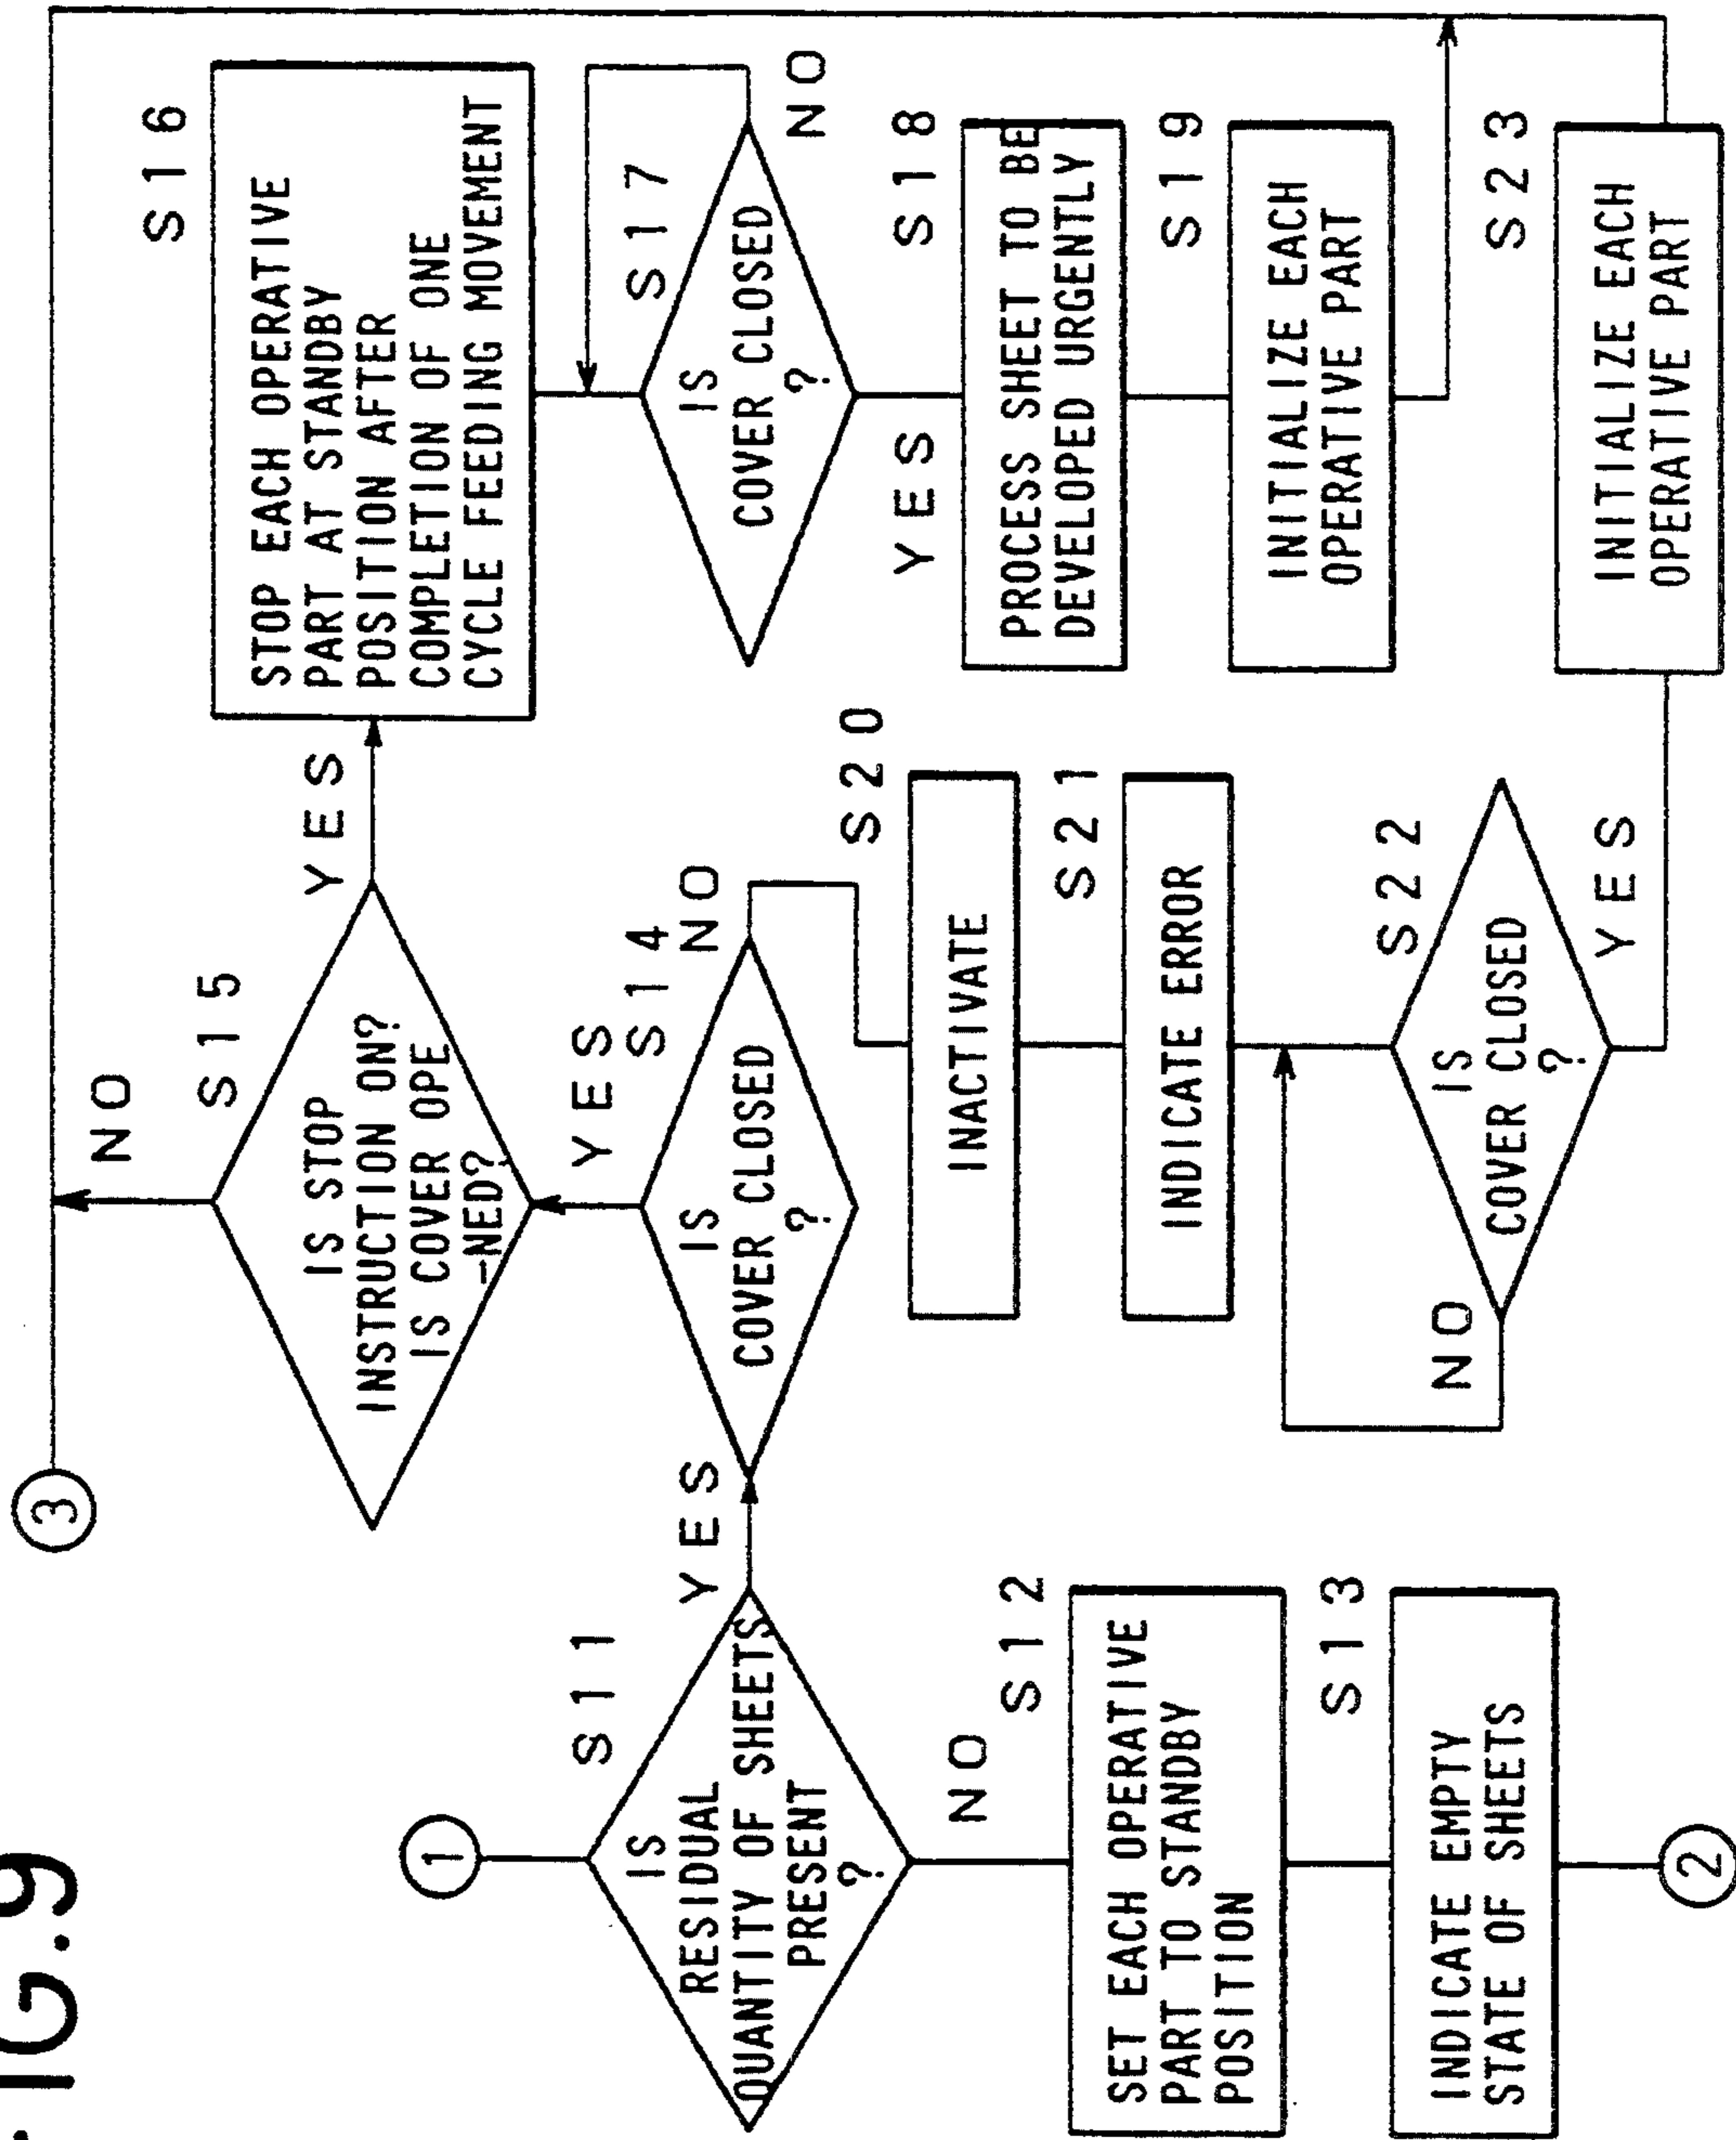 FIG.9
1
S11
IS
RESIDUAL
QUANTITY OF SHEETS
PRESENT
?
YES
NO
S12
SET EACH OPERATIVE
PART TO STANDBY
POSITION
S13
INDICATE EMPTY
STATE OF SHEETS
2
3
NO
S15
IS STOP
INSTRUCTION ON?
IS COVER OPE
-NED?
YES
YES
S14
IS
COVER CLOSED
?
NO
S20
INACTIVATE
S21
INDICATE ERROR
S22
IS
COVER CLOSED
?
NO
YES
S16
STOP EACH OPERATIVE
PART AT STANDBY
POSITION AFTER
COMPLETION OF ONE
CYCLE FEEDING MOVEMENT
S17
IS
COVER CLOSED
?
NO
YES
S18
PROCESS SHEET TO BE
DEVELOPED URGENTLY
S19
INITIALIZE EACH
OPERATIVE PART
S23
INITIALIZE EACH
OPERATIVE PART